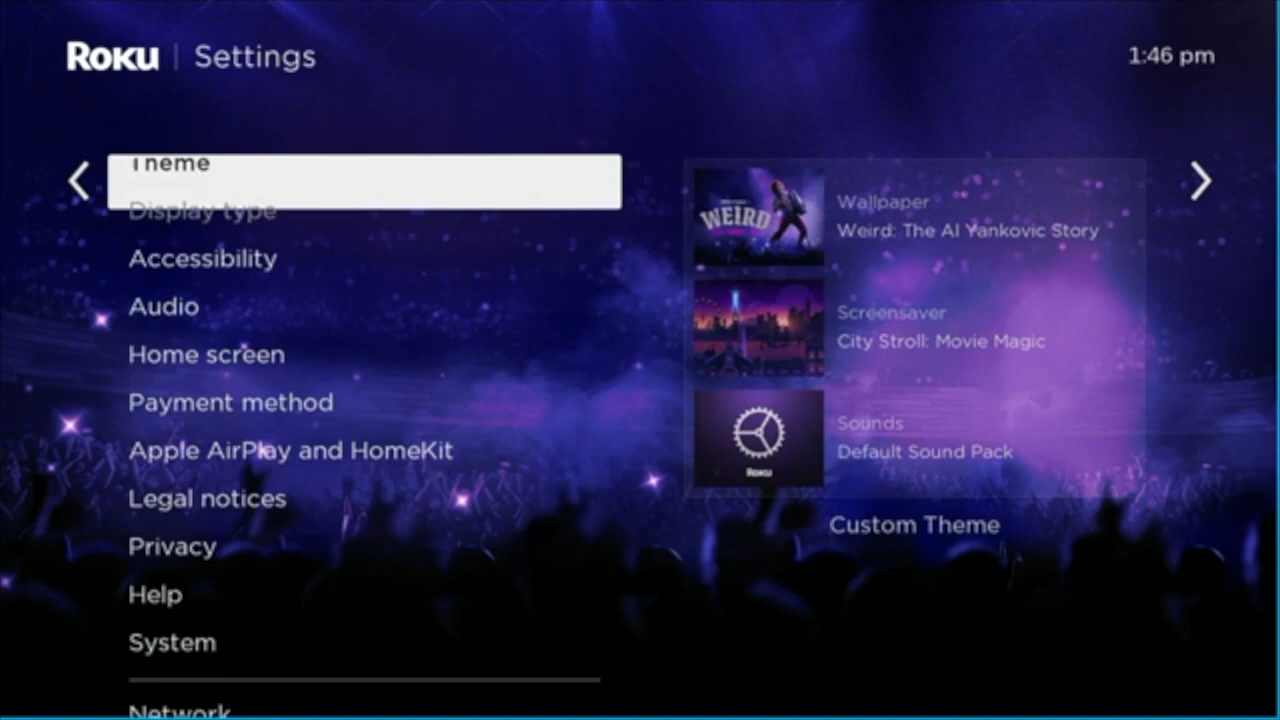 Roku | Settings
1:46 pm
Theme
Display type
Accessibility
Audio
Home screen
Payment method
Apple AirPlay and HomeKit
Legal notices
Privacy
Help
System
Network
WEIRD
Wallpaper
Weird: The Al Yankovic Story
Screensaver
City Stroll: Movie Magic
Roku
Sounds
Default Sound Pack
Custom Theme